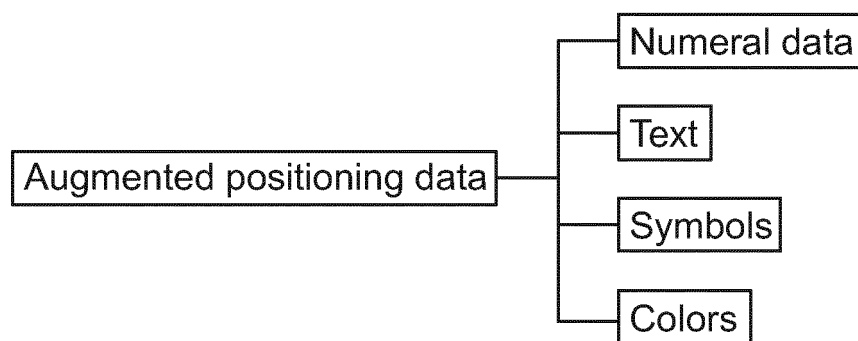 Numeral data
Text
Augmented positioning data
Symbols
Colors